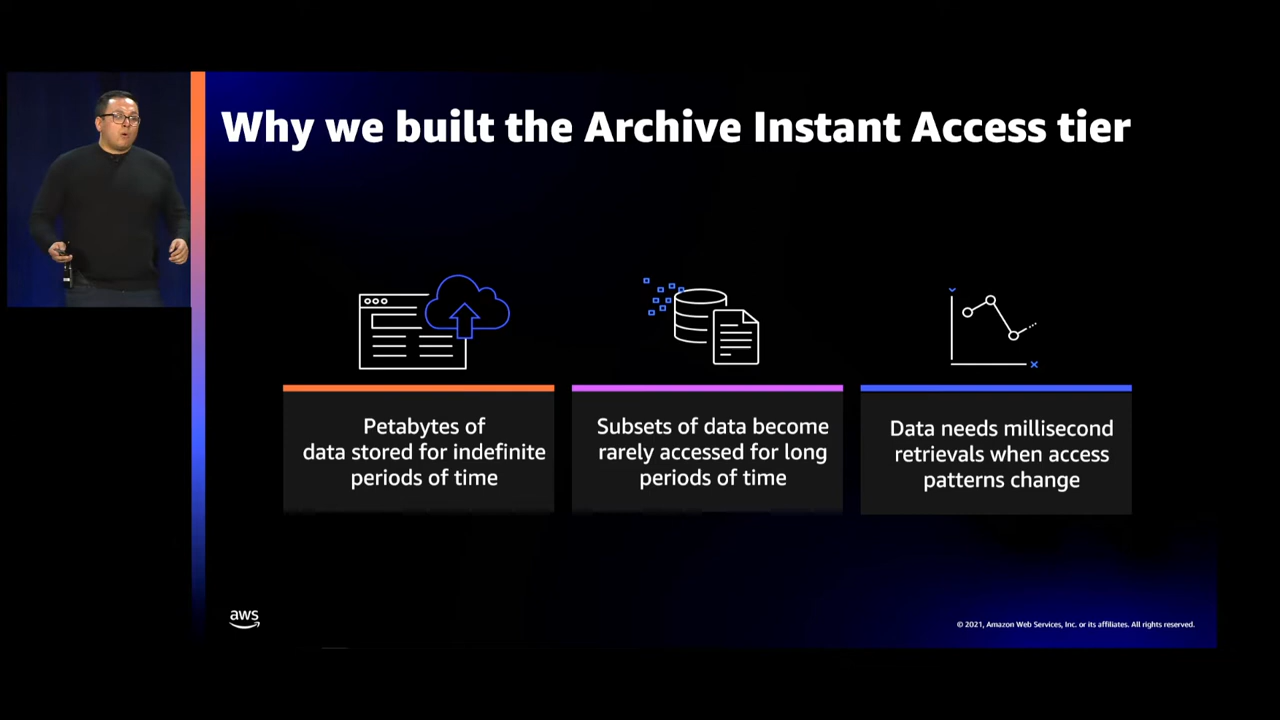 Why we built the Archive Instant Access tier
Petabytes of
data stored for indefinite
periods of time
Subsets of data become
rarely accessed for long
periods of time
Data needs millisecond
retrievals when access
patterns change
aws
© 2021, Amazon Web Services, Inc. or its affiliates. All rights reserved.